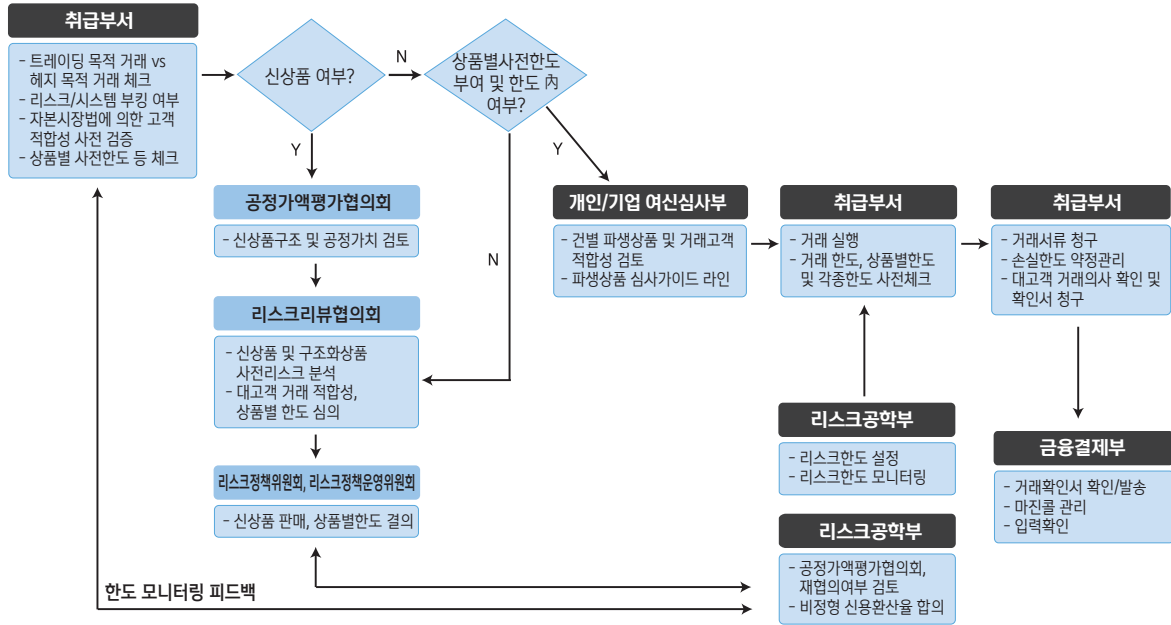 취급부서
- 트레이딩 목적 거래 vs
헤지 목적 거래 체크
- 리스크/시스템 부킹 여부
- 자본시장법에 의한 고객
적합성 사전 검증
- 상품별 사전한도 등 체크
신상품 여부?
N
상품별사전한도
부여 및 한도 內
여부?
Y
Y
N
공정가액평가협의회
- 신상품구조 및 공정가치 검토
리스크리뷰협의회
- 신상품 및 구조화상품
사전리스크 분석
- 대고객 거래 적합성,
상품별 한도 심의
리스크정책위원회, 리스크정책운영위원회
- 신상품 판매, 상품별한도 결의
개인/기업 여신심사부
- 건별 파생상품 및 거래고객
적합성 검토
- 파생상품 심사가이드 라인
취급부서
- 거래 실행
- 거래 한도, 상품별한도
및 각종한도 사전체크
취급부서
- 거래서류 청구
- 손실한도 약정관리
- 대고객 거래의사 확인 및
확인서 청구
리스크공학부
- 리스크한도 설정
- 리스크한도 모니터링
금융결제부
- 거래확인서 확인/발송
- 마진콜 관리
- 입력확인
리스크공학부
- 공정가액평가협의회,
재협의여부 검토
- 비정형 신용환산율 합의
한도 모니터링 피드백